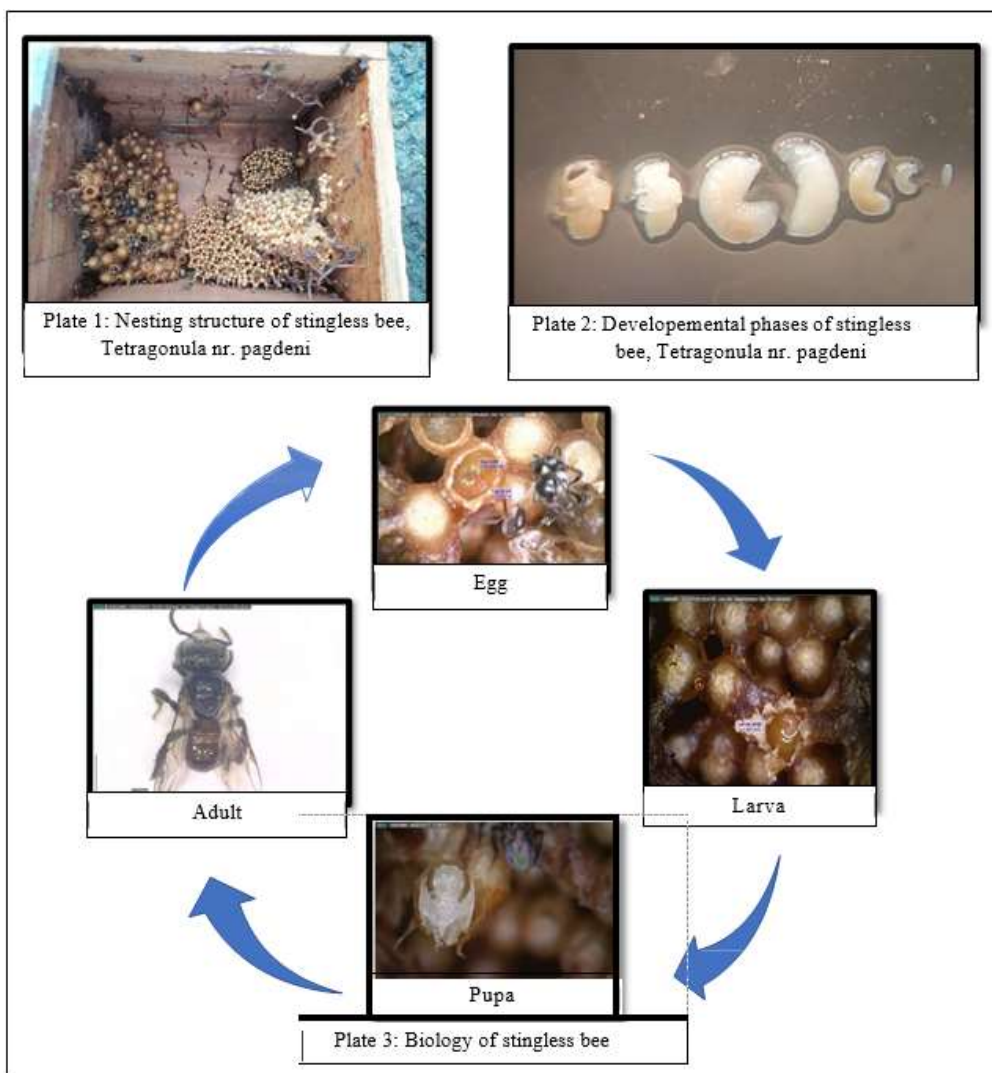 Plate 1: Nesting structure of stingless bee,
Tetragonula nr. pagdeni
Plate 2: Developemental phases of stingless
bee, Tetragonula nr. pagdeni
Egg
Adult
Larva
Pupa
Plate 3: Biology of stingless bee